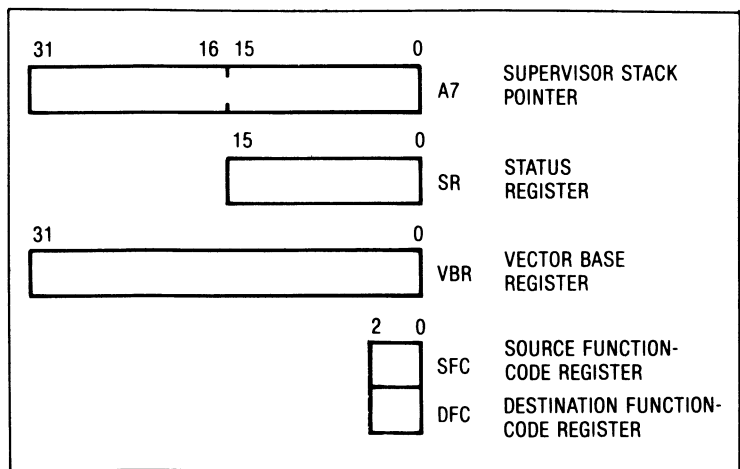 31 16 15 0
A7 SUPERVISOR STACK
POINTER
15 0
SR STATUS
REGISTER
31 0
VBR VECTOR BASE
REGISTER
2 0
SFC SOURCE FUNCTION-
CODE REGISTER
DFC DESTINATION FUNCTION-
CODE REGISTER